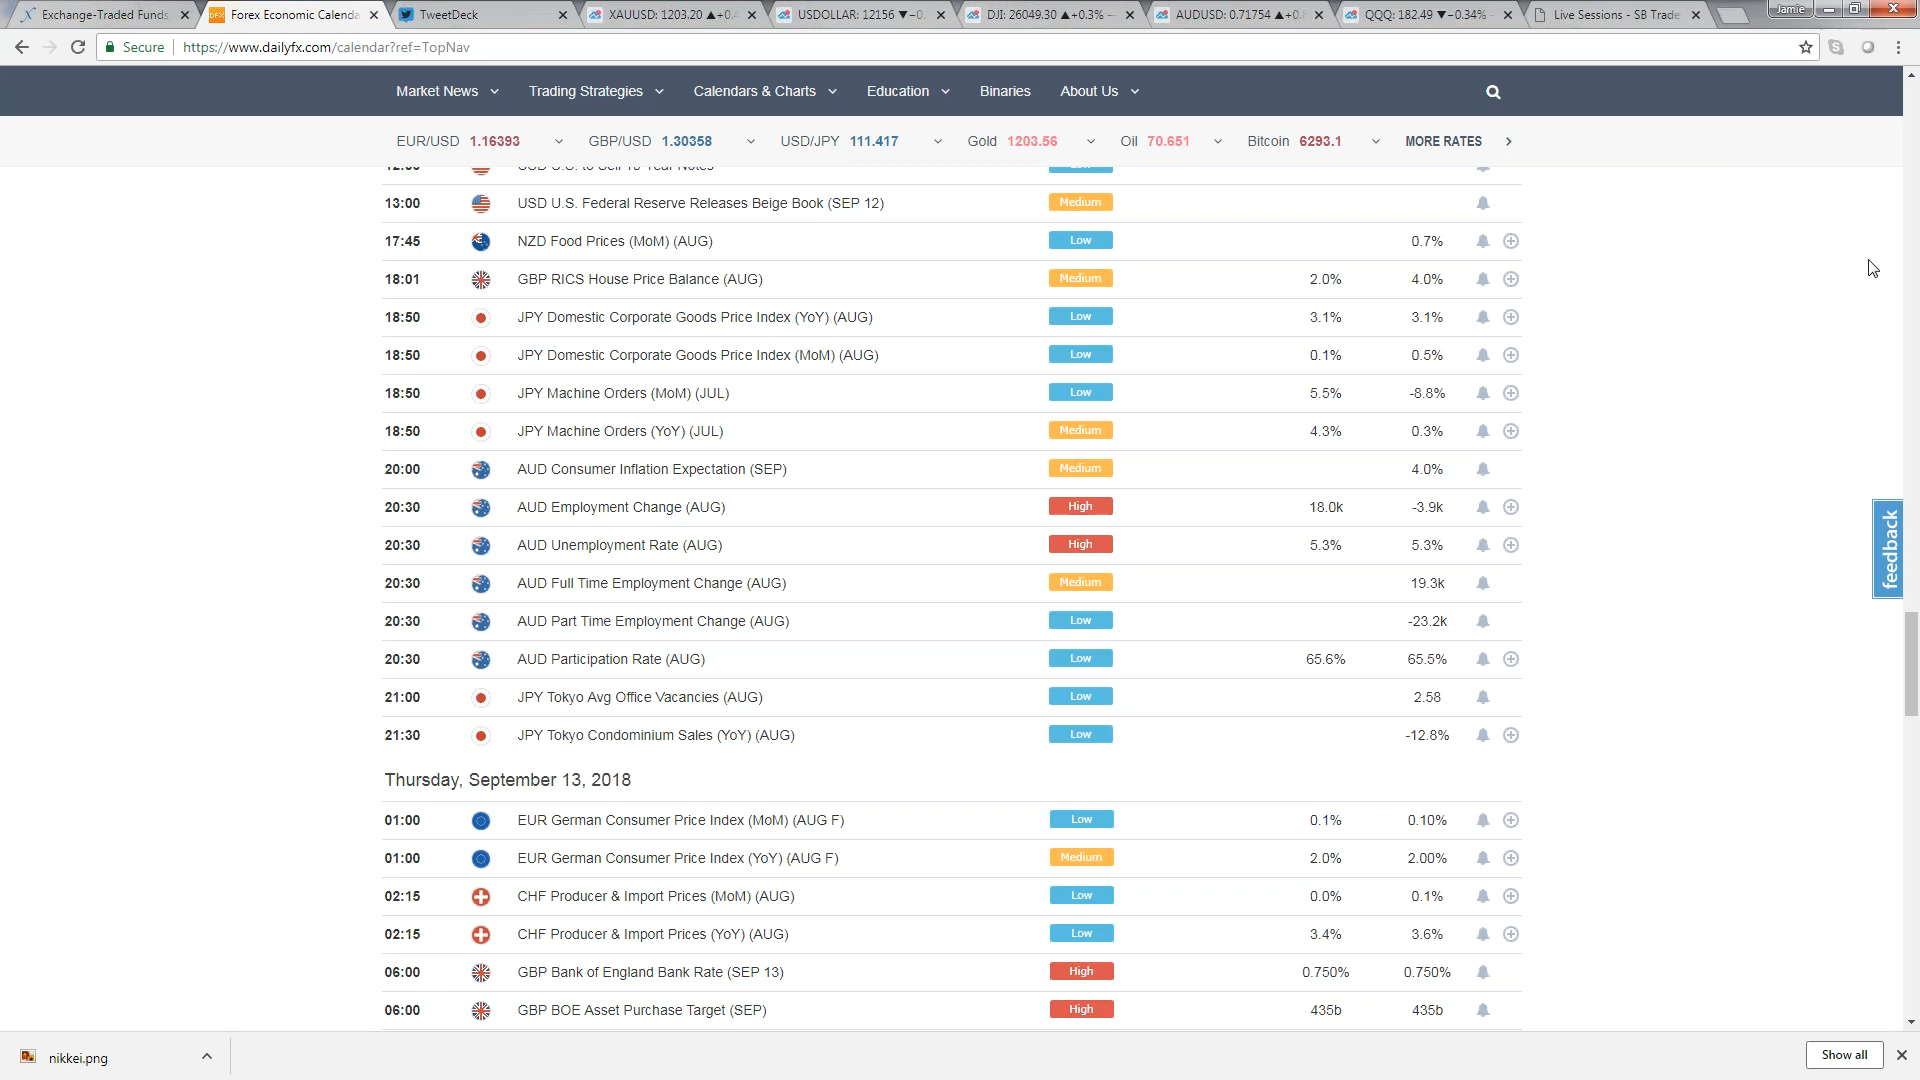 Exchange-Traded Funds
Forex Economic Calenda
TweetDeck
XAUUSD: 1203.20 ▲+0.4
USDOLLAR: 12156 ▼−0.
DJI: 26049.30 ▲+0.3% —
AUDUSD: 0.71754 ▲+0.
QQQ: 182.49 ▼−0.34%
Live Sessions - SB Trade
Jamie
Secure https://www.dailyfx.com/calendar?ref=TopNav
Market News Trading Strategies Calendars & Charts Education Binaries About Us
EUR/USD 1.16393 GBP/USD 1.30358 USD/JPY 111.417 Gold 1203.56 Oil 70.651 Bitcoin 6293.1 MORE RATES
13:00 USD U.S. Federal Reserve Releases Beige Book (SEP 12) Medium
17:45 NZD Food Prices (MoM) (AUG) Low 0.7%
18:01 GBP RICS House Price Balance (AUG) Medium 2.0% 4.0%
18:50 JPY Domestic Corporate Goods Price Index (YoY) (AUG) Low 3.1% 3.1%
18:50 JPY Domestic Corporate Goods Price Index (MoM) (AUG) Low 0.1% 0.5%
18:50 JPY Machine Orders (MoM) (JUL) Low 5.5% -8.8%
18:50 JPY Machine Orders (YoY) (JUL) Medium 4.3% 0.3%
20:00 AUD Consumer Inflation Expectation (SEP) Medium 4.0%
20:30 AUD Employment Change (AUG) High 18.0k -3.9k
20:30 AUD Unemployment Rate (AUG) High 5.3% 5.3%
20:30 AUD Full Time Employment Change (AUG) Medium 19.3k
20:30 AUD Part Time Employment Change (AUG) Low -23.2k
20:30 AUD Participation Rate (AUG) Low 65.6% 65.5%
21:00 JPY Tokyo Avg Office Vacancies (AUG) Low 2.58
21:30 JPY Tokyo Condominium Sales (YoY) (AUG) Low -12.8%
Thursday, September 13, 2018
01:00 EUR German Consumer Price Index (MoM) (AUG F) Low 0.1% 0.10%
01:00 EUR German Consumer Price Index (YoY) (AUG F) Medium 2.0% 2.00%
02:15 CHF Producer & Import Prices (MoM) (AUG) Low 0.0% 0.1%
02:15 CHF Producer & Import Prices (YoY) (AUG) Low 3.4% 3.6%
06:00 GBP Bank of England Bank Rate (SEP 13) High 0.750% 0.750%
06:00 GBP BOE Asset Purchase Target (SEP) High 435b 435b
feedback
nikkei.png
Show all